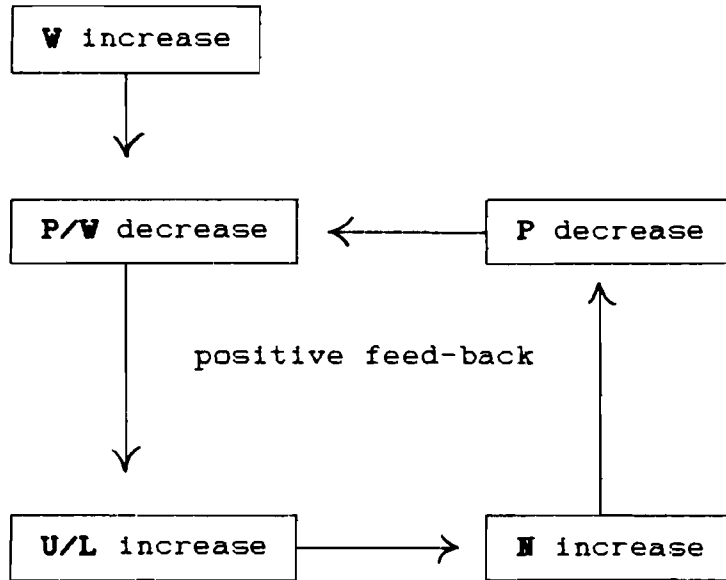 W increase
P/W decrease
P decrease
positive feed-back
U/L increase
N increase